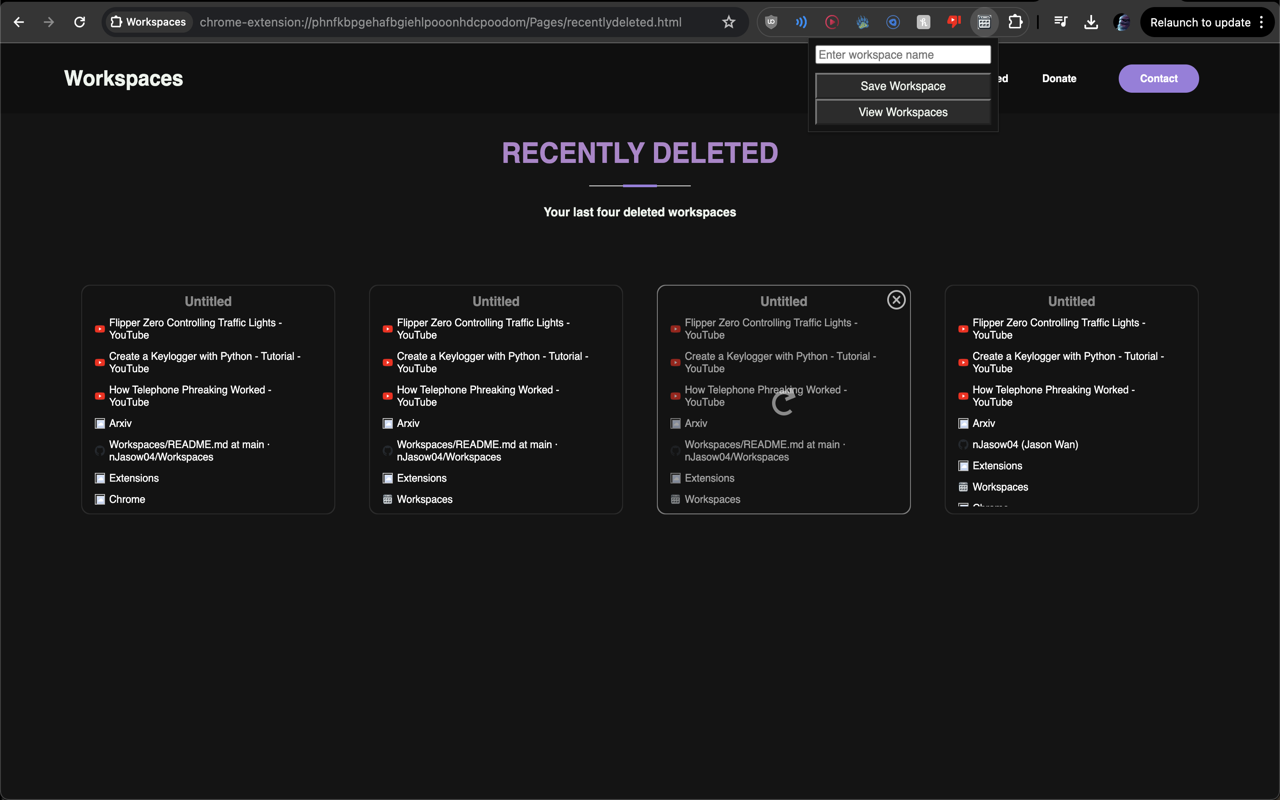 Workspaces
chrome-extension://phnfkbpgehafbgiehlpooonhdcpoodom/Pages/recentlydeleted.html
Relaunch to update
Enter workspace name
Save Workspace
View Workspaces
Workspaces
ed
Donate
Contact
RECENTLY DELETED
Your last four deleted workspaces
Untitled
Flipper Zero Controlling Traffic Lights -
YouTube
Create a Keylogger with Python - Tutorial -
YouTube
How Telephone Phreaking Worked -
YouTube
Arxiv
Workspaces/README.md at main ·
nJasow04/Workspaces
Extensions
Chrome
Untitled
Flipper Zero Controlling Traffic Lights -
YouTube
Create a Keylogger with Python - Tutorial -
YouTube
How Telephone Phreaking Worked -
YouTube
Arxiv
Workspaces/README.md at main ·
nJasow04/Workspaces
Extensions
Workspaces
Untitled
Flipper Zero Controlling Traffic Lights -
YouTube
Create a Keylogger with Python - Tutorial -
YouTube
How Telephone Phreaking Worked -
YouTube
Arxiv
Workspaces/README.md at main ·
nJasow04/Workspaces
Extensions
Workspaces
Untitled
Flipper Zero Controlling Traffic Lights -
YouTube
Create a Keylogger with Python - Tutorial -
YouTube
How Telephone Phreaking Worked -
YouTube
Arxiv
nJasow04 (Jason Wan)
Extensions
Workspaces